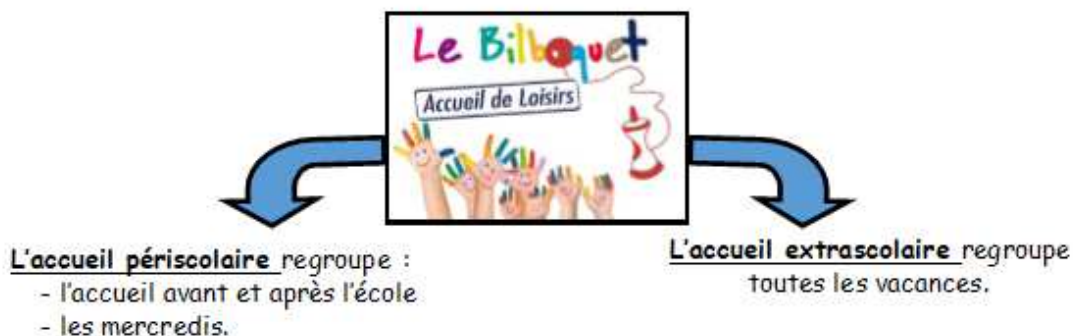 Le Bilboquet
Accueil de Loisirs
L'accueil périscolaire regroupe :
- l'accueil avant et après l'école
- les mercredis.
L'accueil extrascolaire regroupe
toutes les vacances.